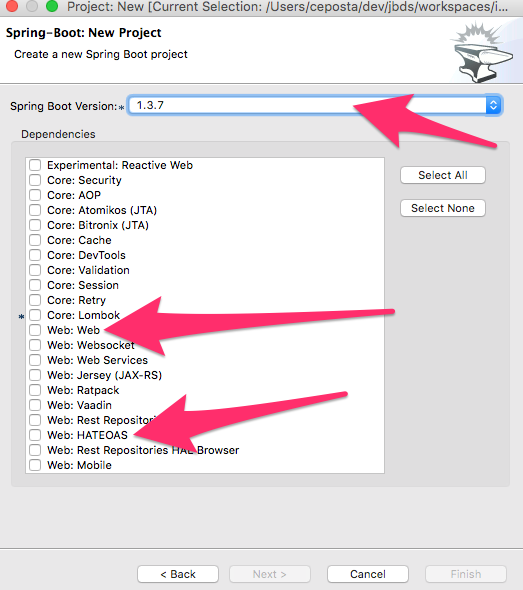 Project: New [Current Selection: /Users/ceposta/dev/jbds/workspaces/i...
Spring-Boot: New Project
Create a new Spring Boot project
Spring Boot Version:* 1.3.7
Dependencies
Experimental: Reactive Web
Core: Security
Core: AOP
Core: Atomikos (JTA)
Core: Bitronix (JTA)
Core: Cache
Core: DevTools
Core: Validation
Core: Session
Core: Retry
* Core: Lombok
Web: Web
Web: Websocket
Web: Web Services
Web: Jersey (JAX-RS)
Web: Ratpack
Web: Vaadin
Web: Rest Repositories
Web: HATEOAS
Web: Rest Repositories HAL Browser
Web: Mobile
Select All
Select None
< Back
Next >
Cancel
Finish